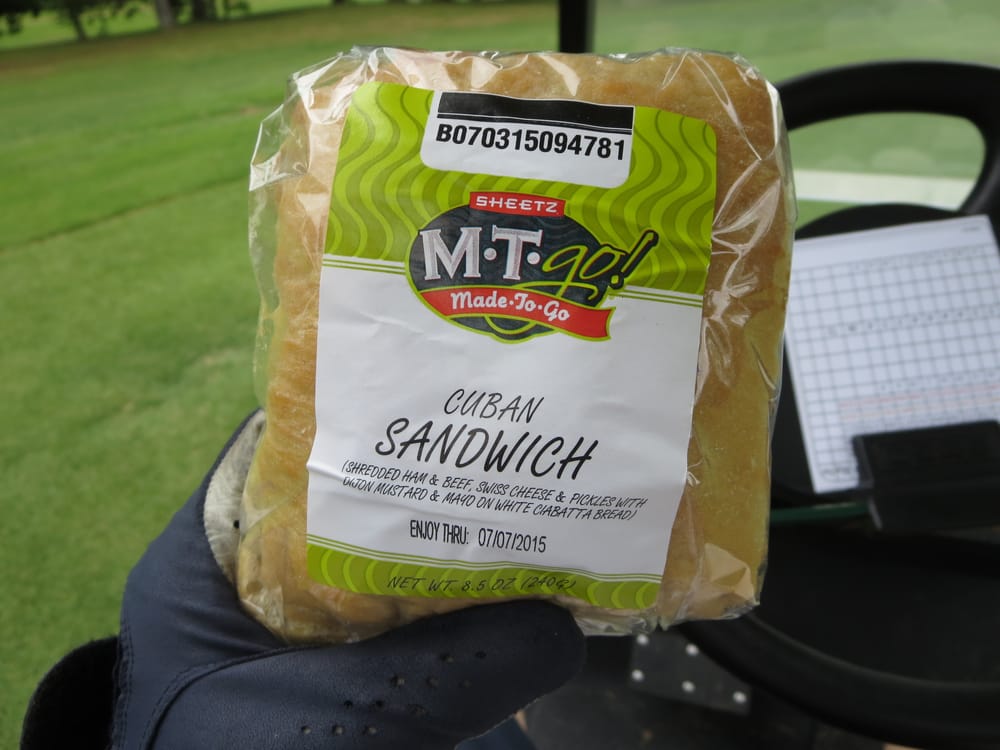 B070315094781
SHEETZ
M·T·go!
Made·To·Go
CUBAN
SANDWICH
(SHREDDED HAM & BEEF, SWISS CHEESE & PICKLES WITH
DIJON MUSTARD & MAYO ON WHITE CIABATTA BREAD)
ENJOY THRU: 07/07/2015
NET WT. 8.5 OZ (240g)